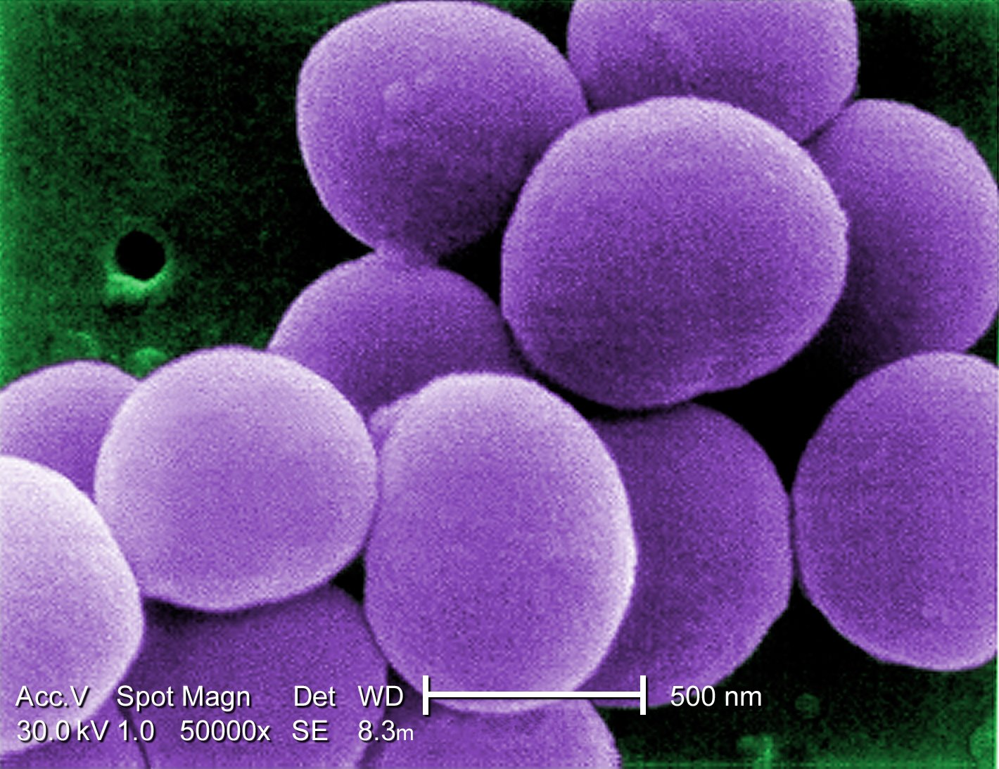 Acc.V Spot Magn Det WD 500 nm
30.0 kV 1.0 50000x SE 8.3m